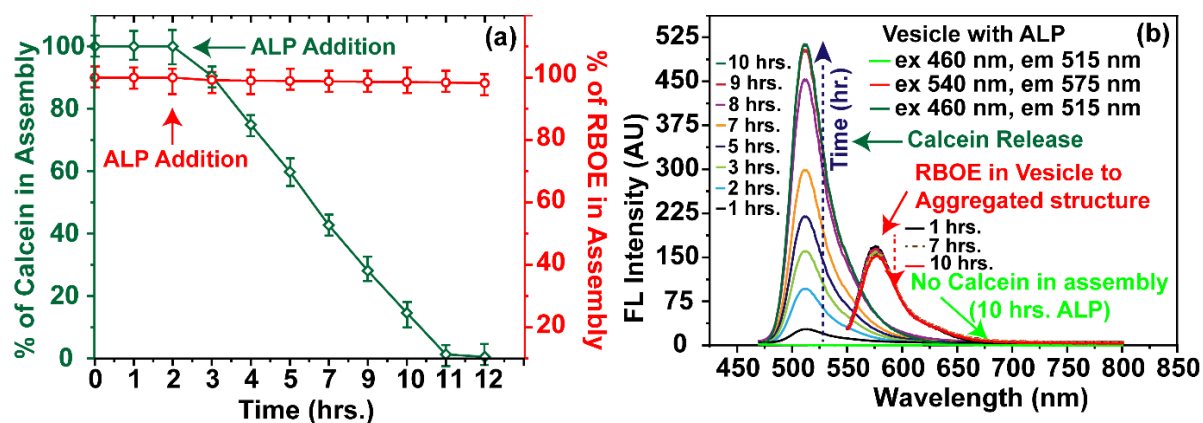 (a)
% of Calcein in Assembly
100
80
60
40
20
0
ALP Addition
ALP Addition
100
80
60
40
20
% of RBOE in Assembly
0 1 2 3 4 5 7 9 10 11 12
Time (hrs.)
(b)
FL Intensity (AU)
525
450
375
300
225
150
75
0
10 hrs.
9 hrs.
8 hrs.
7 hrs.
5 hrs.
3 hrs.
2 hrs.
1 hrs.
Time (hr.)
Vesicle with ALP
ex 460 nm, em 515 nm
ex 540 nm, em 575 nm
ex 460 nm, em 515 nm
Calcein Release
RBOE in Vesicle to
Aggregated structure
1 hrs.
7 hrs.
10 hrs.
No Calcein in assembly
(10 hrs. ALP)
450 500 550 600 650 700 750 800 850
Wavelength (nm)